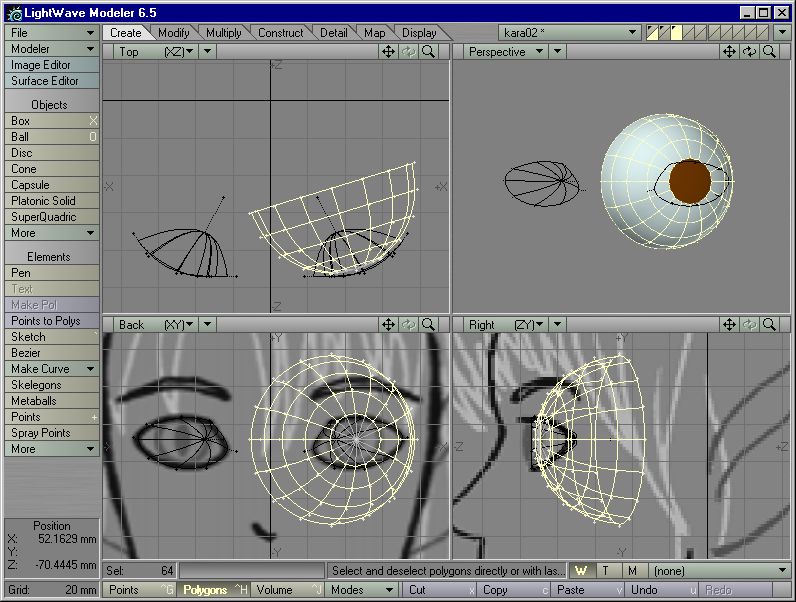 LightWave Modeler 6.5
File
Modeler
Image Editor
Surface Editor
Objects
Box X
Ball O
Disc
Cone
Capsule
Platonic Solid
SuperQuadric
More
Elements
Pen
Text
Make Pol
Points to Polys
Sketch
Bezier
Make Curve
Skelegons
Metaballs
Points +
Spray Points
More
Position
X: 52.1629 mm
Y:
Z: -70.4445 mm
Grid: 20 mm
Create Modify Multiply Construct Detail Map Display kara02 *
Top (XZ)
Z
-X
+X
-Z
Perspective
Back (XY)
+Y
-X
+X
-Y
Right (ZY)
+Y
-Z
+Z
-Y
Sel: 64 Select and deselect polygons directly or with las... W T M (none)
Points ^G Polygons ^H Volume ^J Modes Cut x Copy c Paste v Undo u Redo